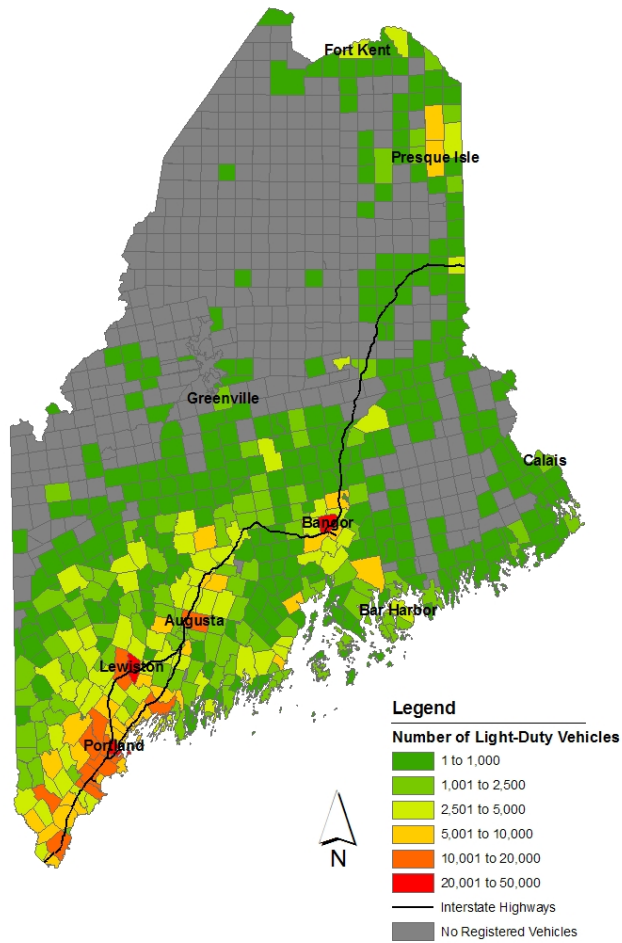 Fort Kent
Presque Isle
Greenville
Calais
Bangor
Bar Harbor
Augusta
Lewiston
Portland
N
Legend
Number of Light-Duty Vehicles
1 to 1,000
1,001 to 2,500
2,501 to 5,000
5,001 to 10,000
10,001 to 20,000
20,001 to 50,000
Interstate Highways
No Registered Vehicles